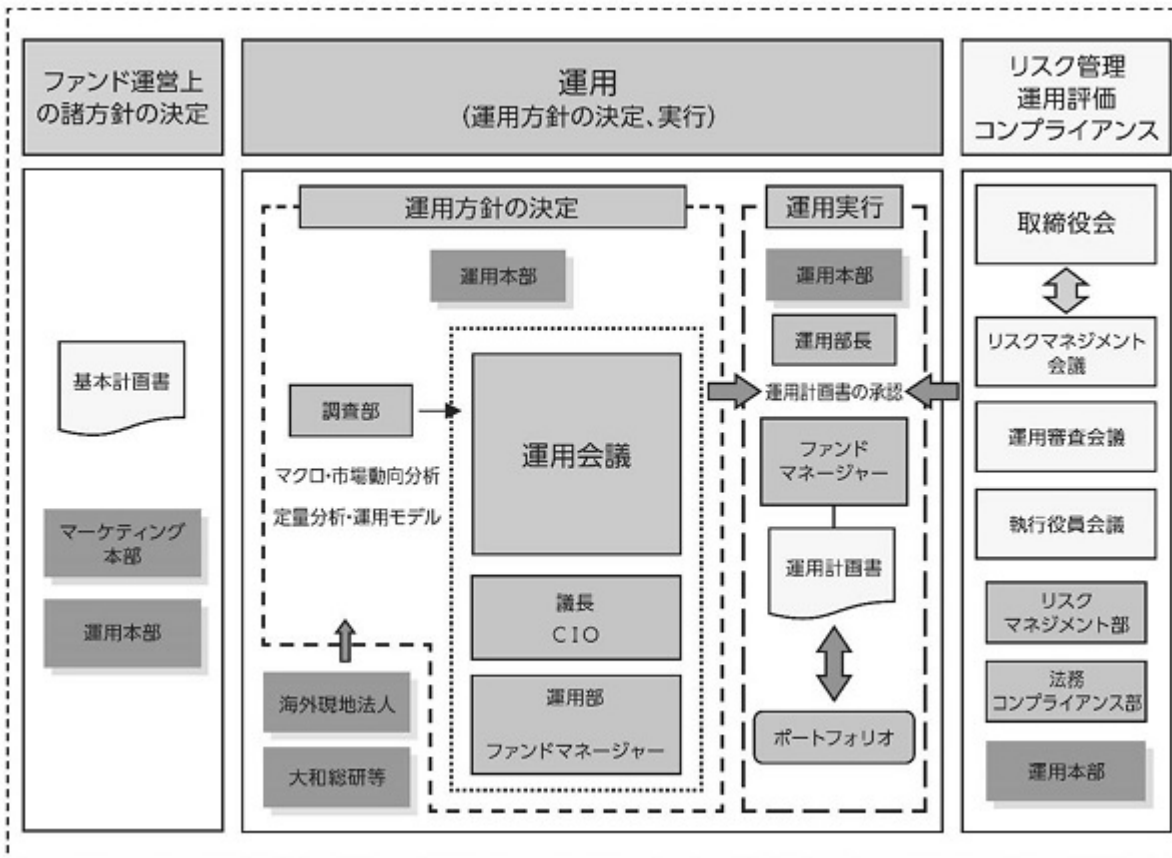 ファンド運営上
の諸方針の決定
運用
(運用方針の決定、実行)
リスク管理
運用評価
コンプライアンス
基本計画書
マーケティング
本部
運用本部
運用方針の決定
運用本部
調査部
マクロ・市場動向分析
定量分析・運用モデル
運用会議
議長
CIO
運用部
ファンドマネージャー
海外現地法人
大和総研等
運用実行
運用本部
運用部長
運用計画書の承認
ファンド
マネージャー
運用計画書
ポートフォリオ
取締役会
リスクマネジメント
会議
運用審査会議
執行役員会議
リスク
マネジメント部
法務
コンプライアンス部
運用本部